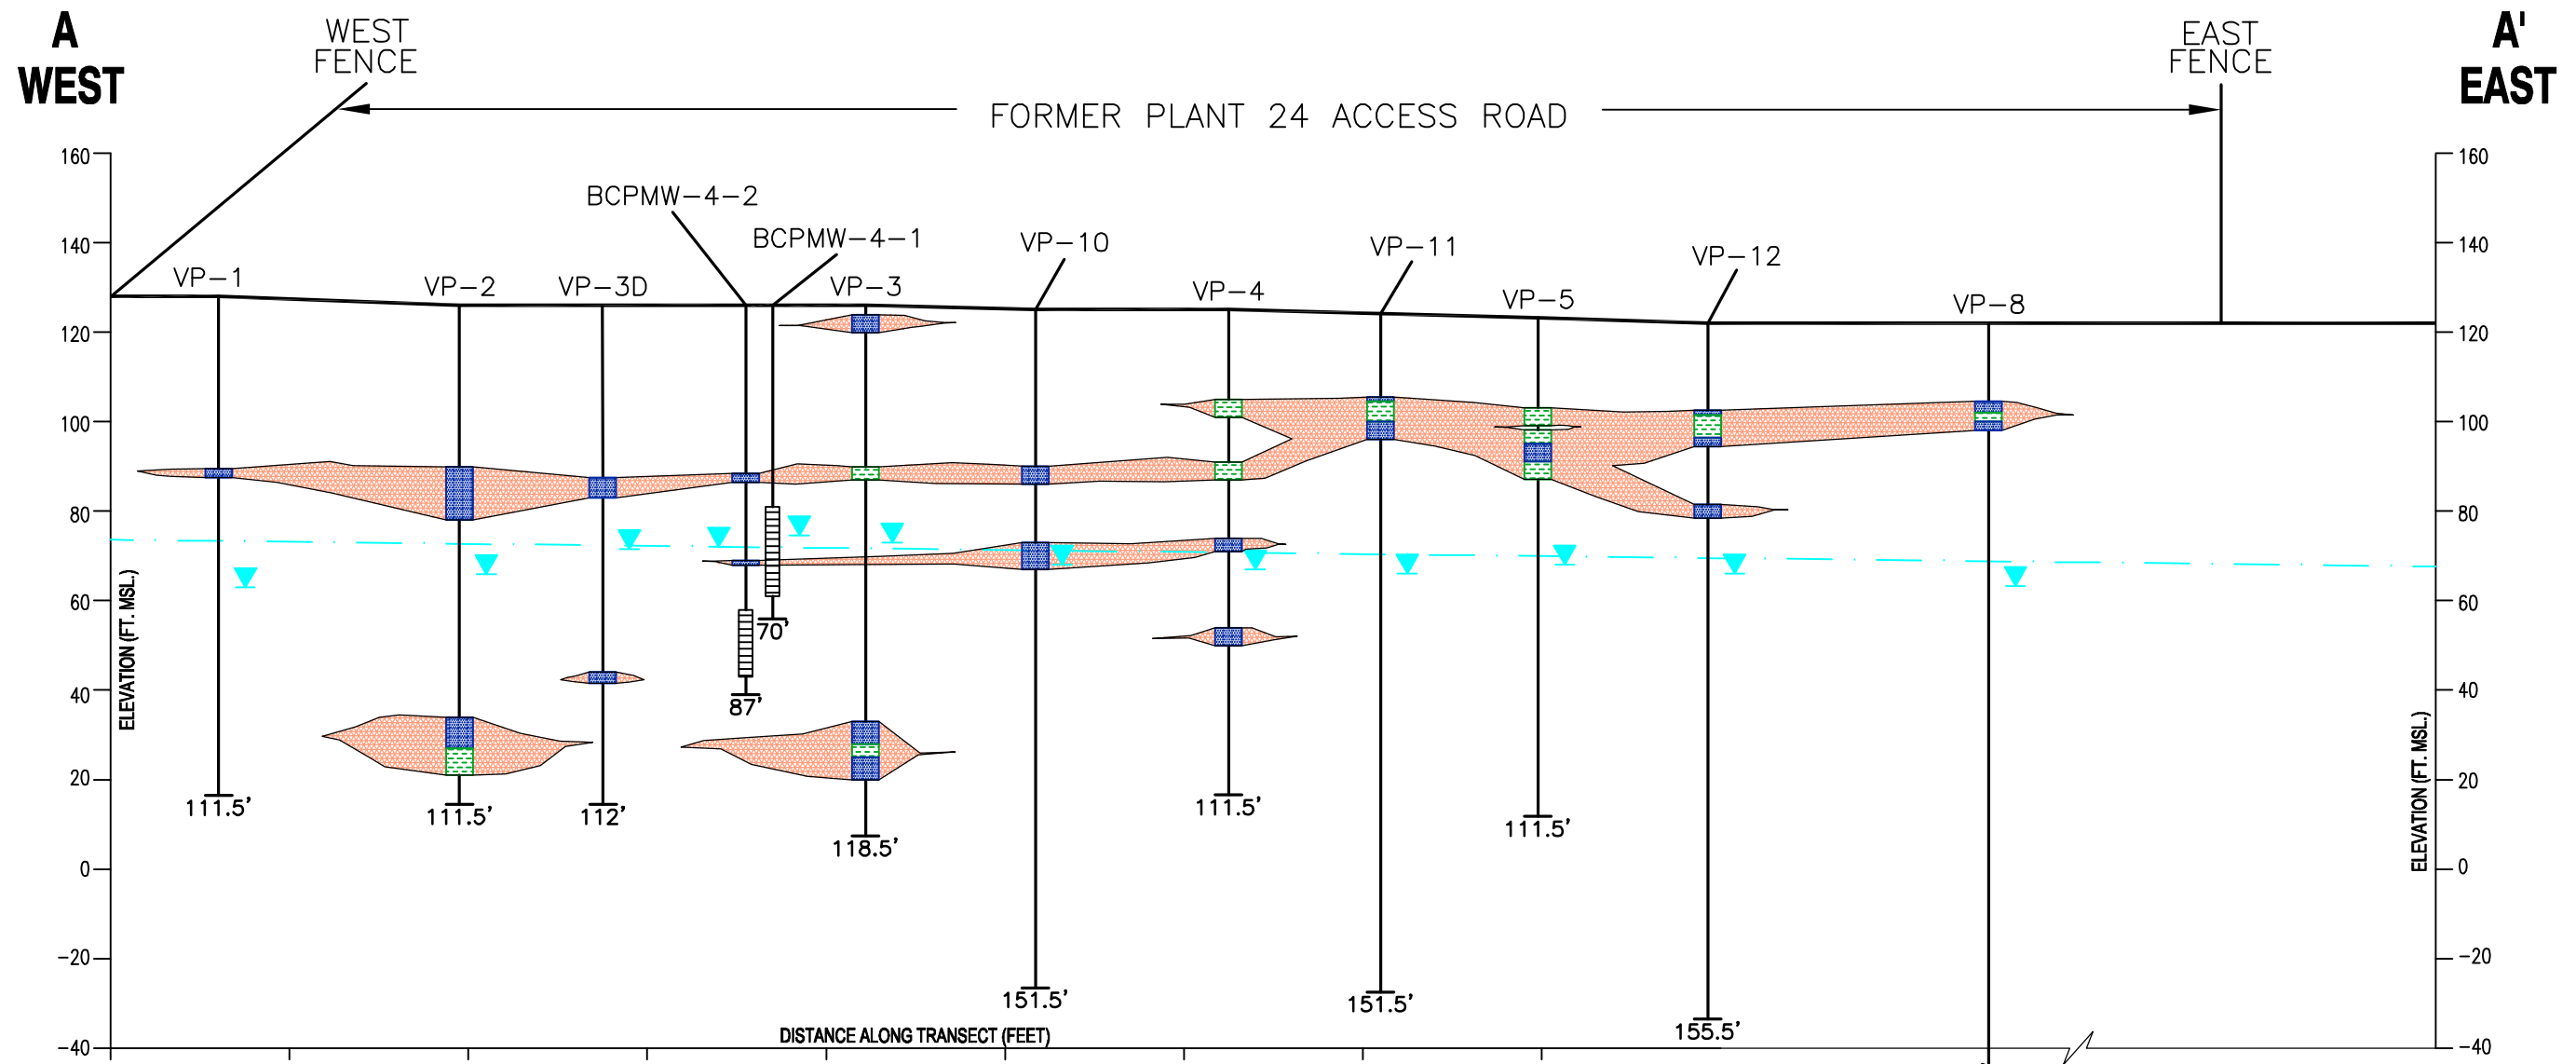 A
WEST
WEST
FENCE
FORMER PLANT 24 ACCESS ROAD
EAST
FENCE
A'
EAST
BCPMW-4-2
BCPMW-4-1
VP-1
VP-2
VP-3D
VP-3
VP-10
VP-4
VP-11
VP-5
VP-12
VP-8
160
140
120
100
80
60
40
20
0
-20
-40
ELEVATION (FT. MSL.)
160
140
120
100
80
60
40
20
0
-20
-40
ELEVATION (FT. MSL.)
111.5'
111.5'
112'
87'
70'
118.5'
151.5'
111.5'
151.5'
111.5'
155.5'
DISTANCE ALONG TRANSECT (FEET)